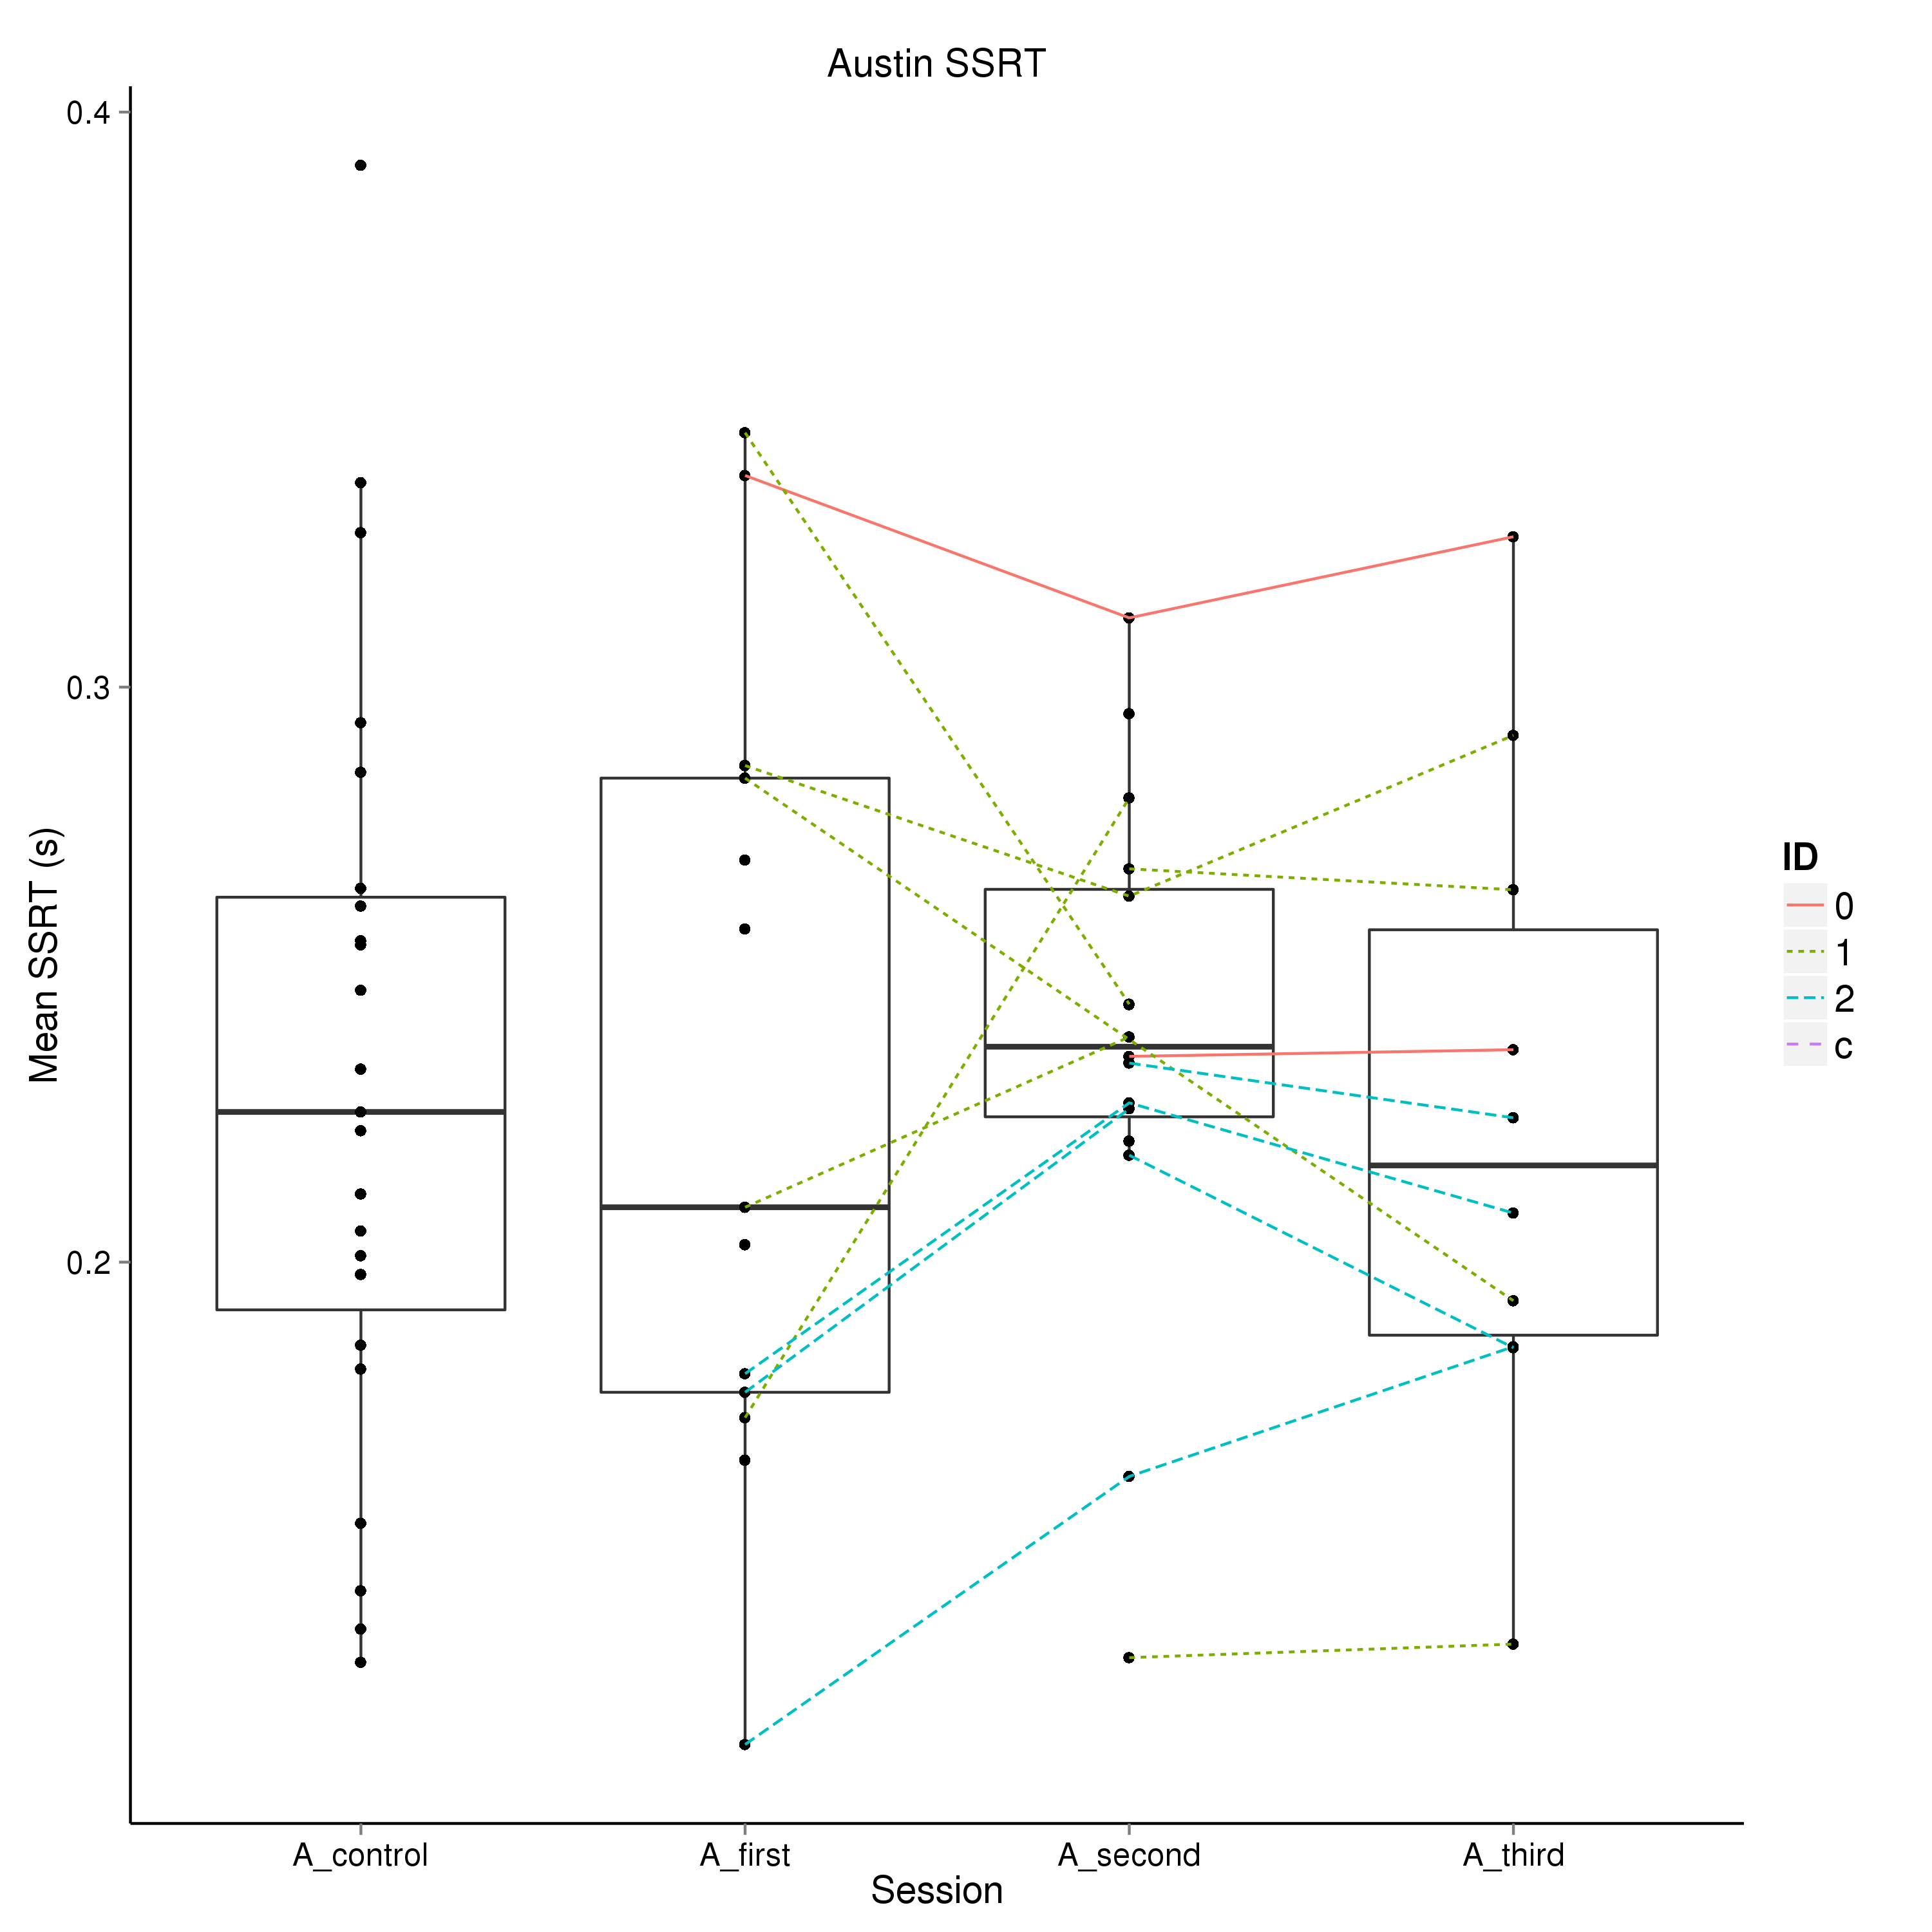 Austin SSRT
0.4
0.3
0.2
Mean SSRT (s)
A_control
A_first
A_second
A_third
Session
ID
0
1
2
c